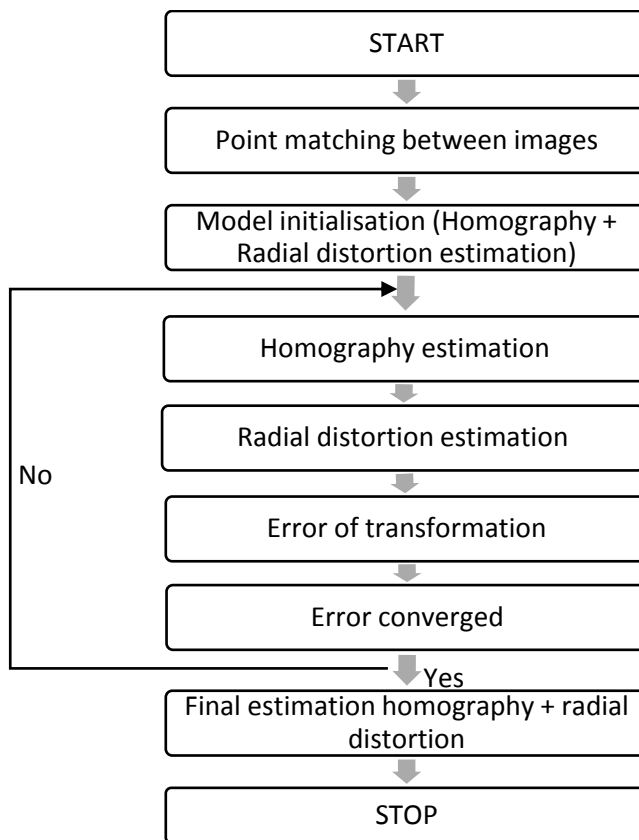 START
Point matching between images
Model initialisation (Homography +
Radial distortion estimation)
Homography estimation
Radial distortion estimation
No
Error of transformation
Error converged
Yes
Final estimation homography + radial
distortion
STOP